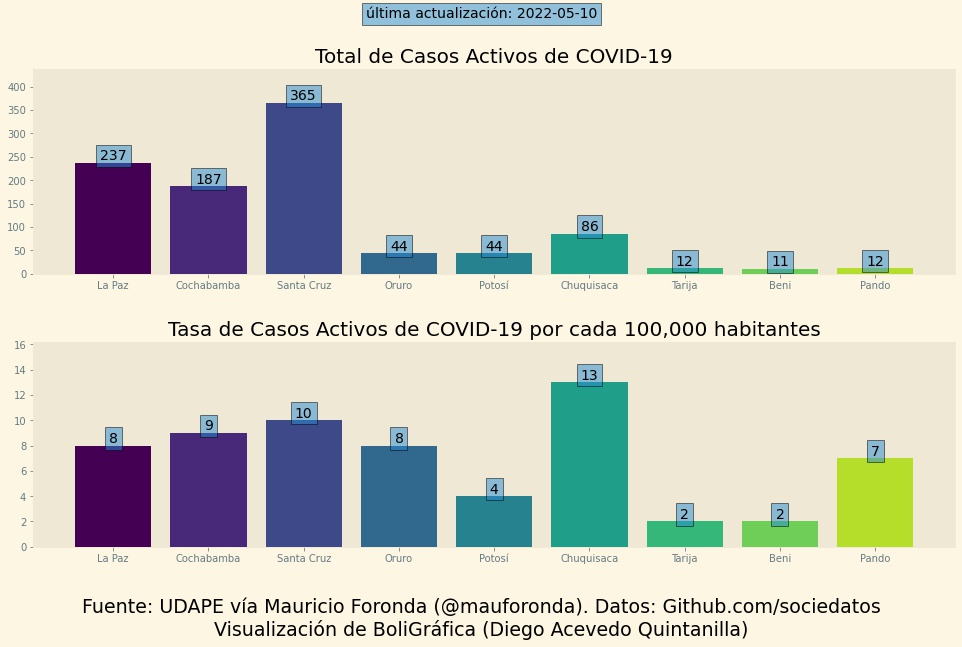 última actualización: 2022-05-10
Total de Casos Activos de COVID-19
400
350
300
250
200
150
100
50
0
237
187
365
44
44
86
12
11
12
La Paz
Cochabamba
Santa Cruz
Oruro
Potosí
Chuquisaca
Tarija
Beni
Pando
Tasa de Casos Activos de COVID-19 por cada 100,000 habitantes
16
14
12
10
8
6
4
2
0
8
9
10
8
4
13
2
2
7
La Paz
Cochabamba
Santa Cruz
Oruro
Potosí
Chuquisaca
Tarija
Beni
Pando
Fuente: UDAPE vía Mauricio Foronda (@mauforonda). Datos: Github.com/sociedatos
Visualización de BoliGráfica (Diego Acevedo Quintanilla)